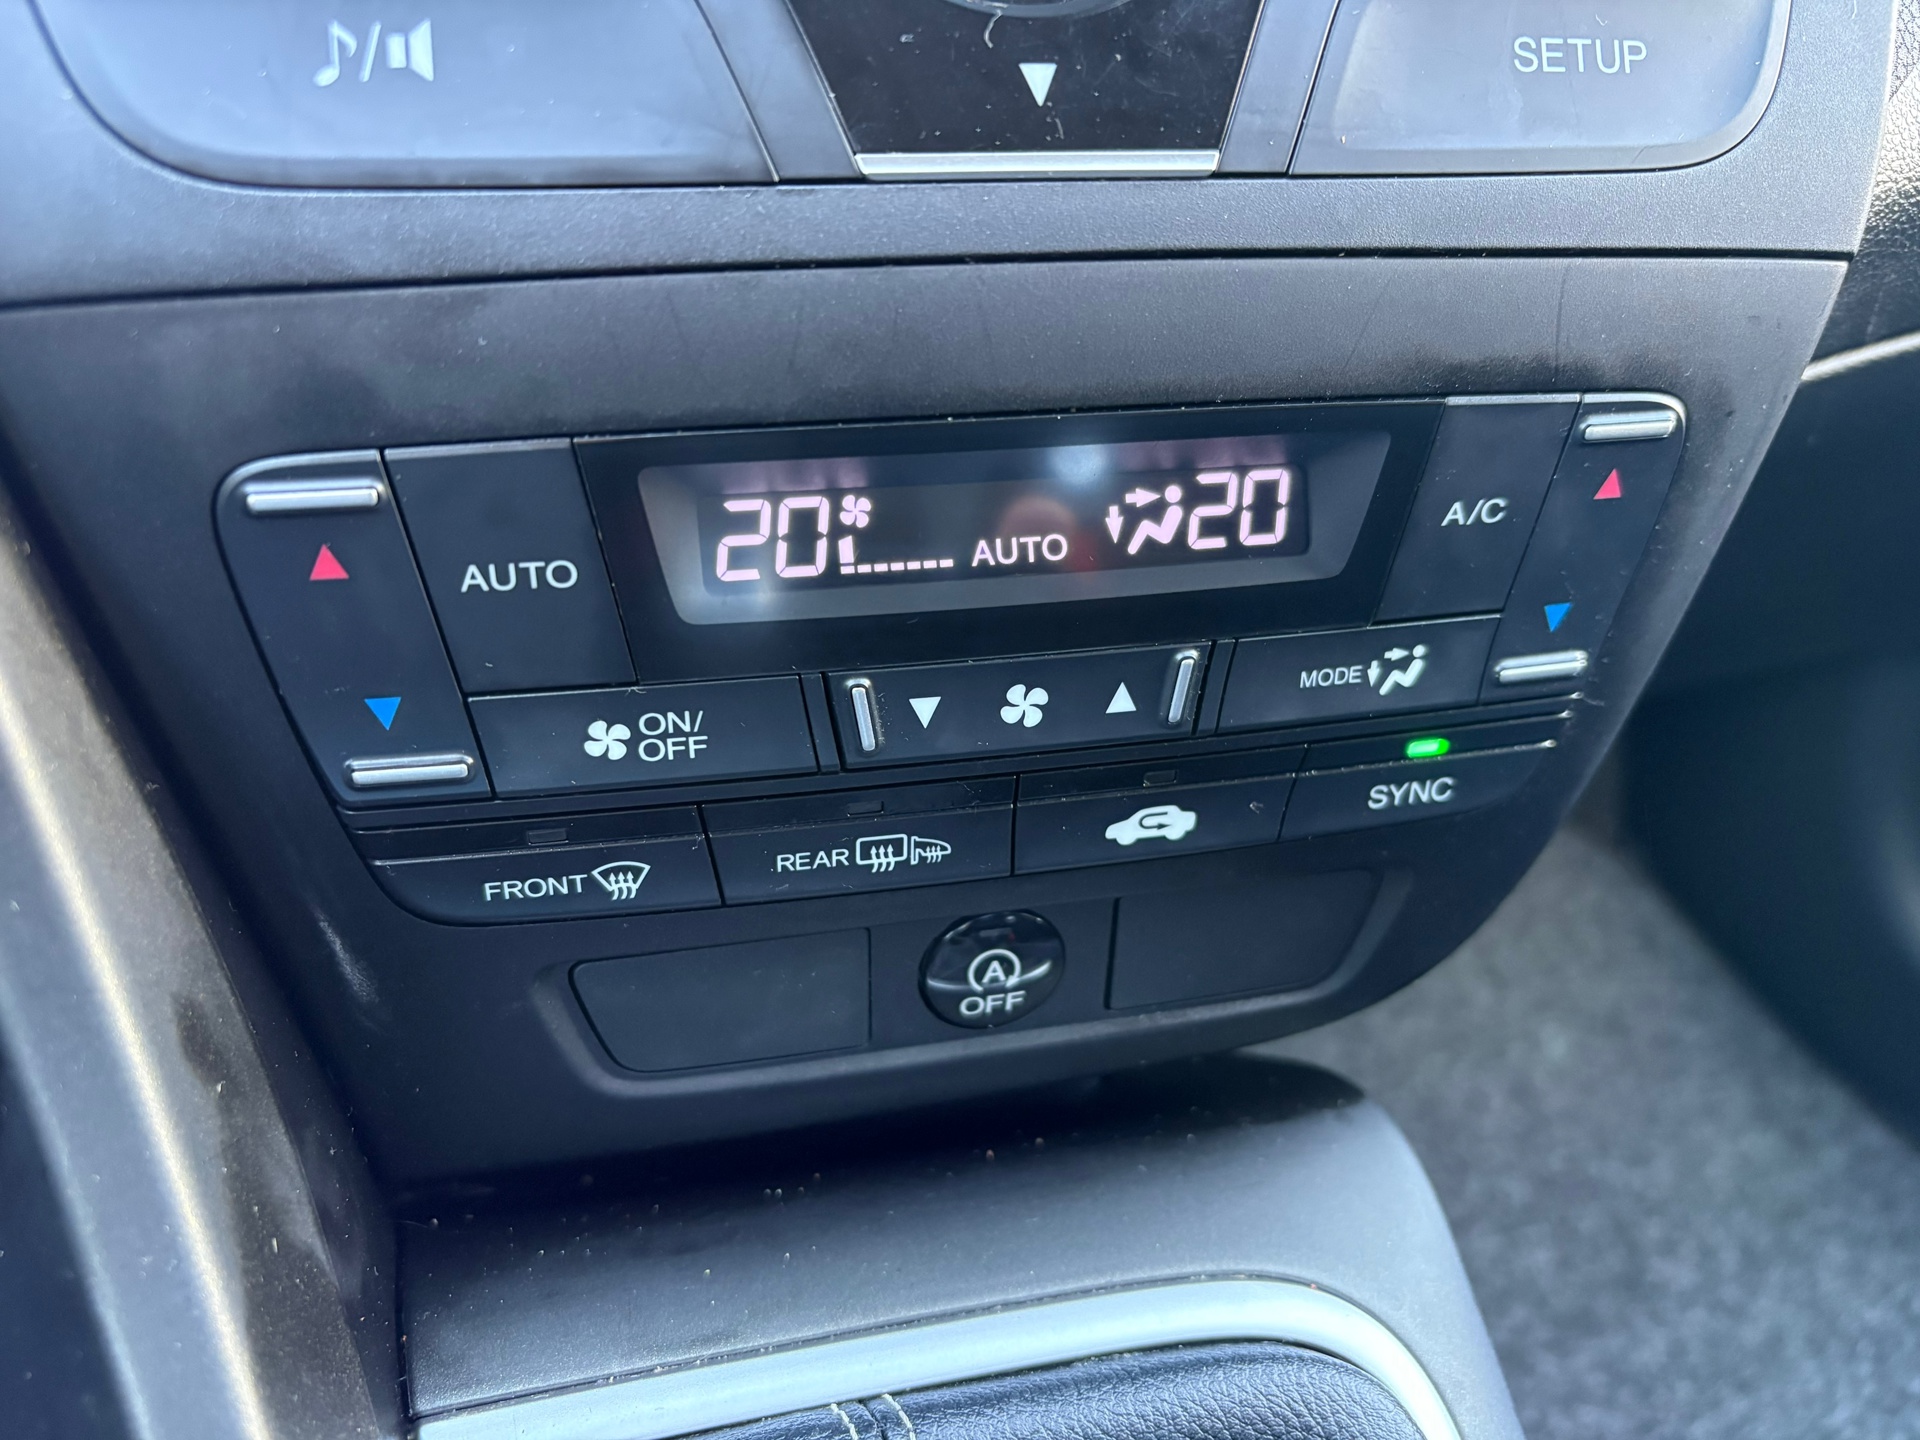 SETUP
20 AUTO 20
AUTO
A/C
MODE
ON/
OFF
SYNC
FRONT
REAR
A
OFF